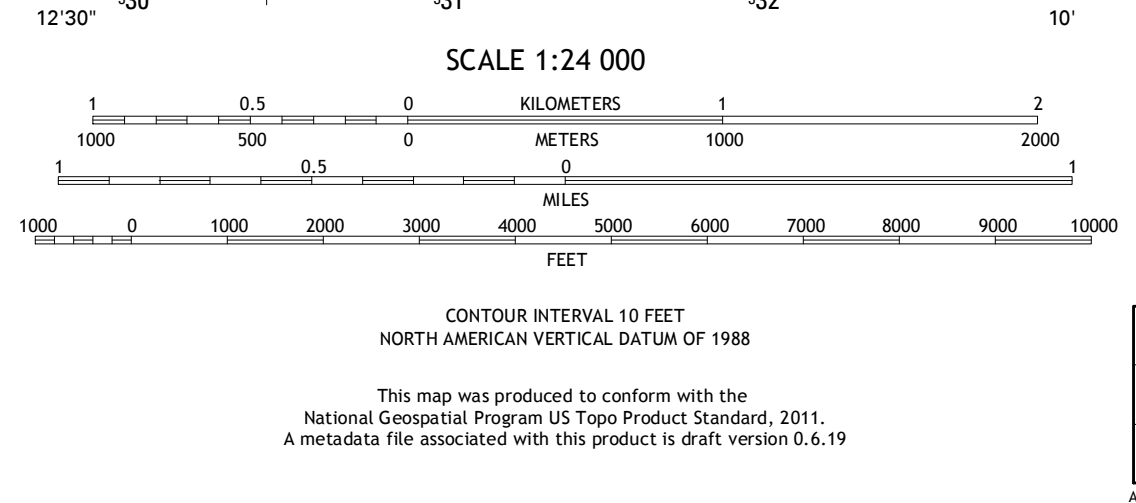 ⁵30 ⁵31 ⁵32
12'30" 10'
SCALE 1:24 000
1 0.5 0 KILOMETERS 1 2
1000 500 0 METERS 1000 2000
1 0.5 0 1
MILES
1000 0 1000 2000 3000 4000 5000 6000 7000 8000 9000 10000
FEET
CONTOUR INTERVAL 10 FEET
NORTH AMERICAN VERTICAL DATUM OF 1988
This map was produced to conform with the
National Geospatial Program US Topo Product Standard, 2011.
A metadata file associated with this product is draft version 0.6.19